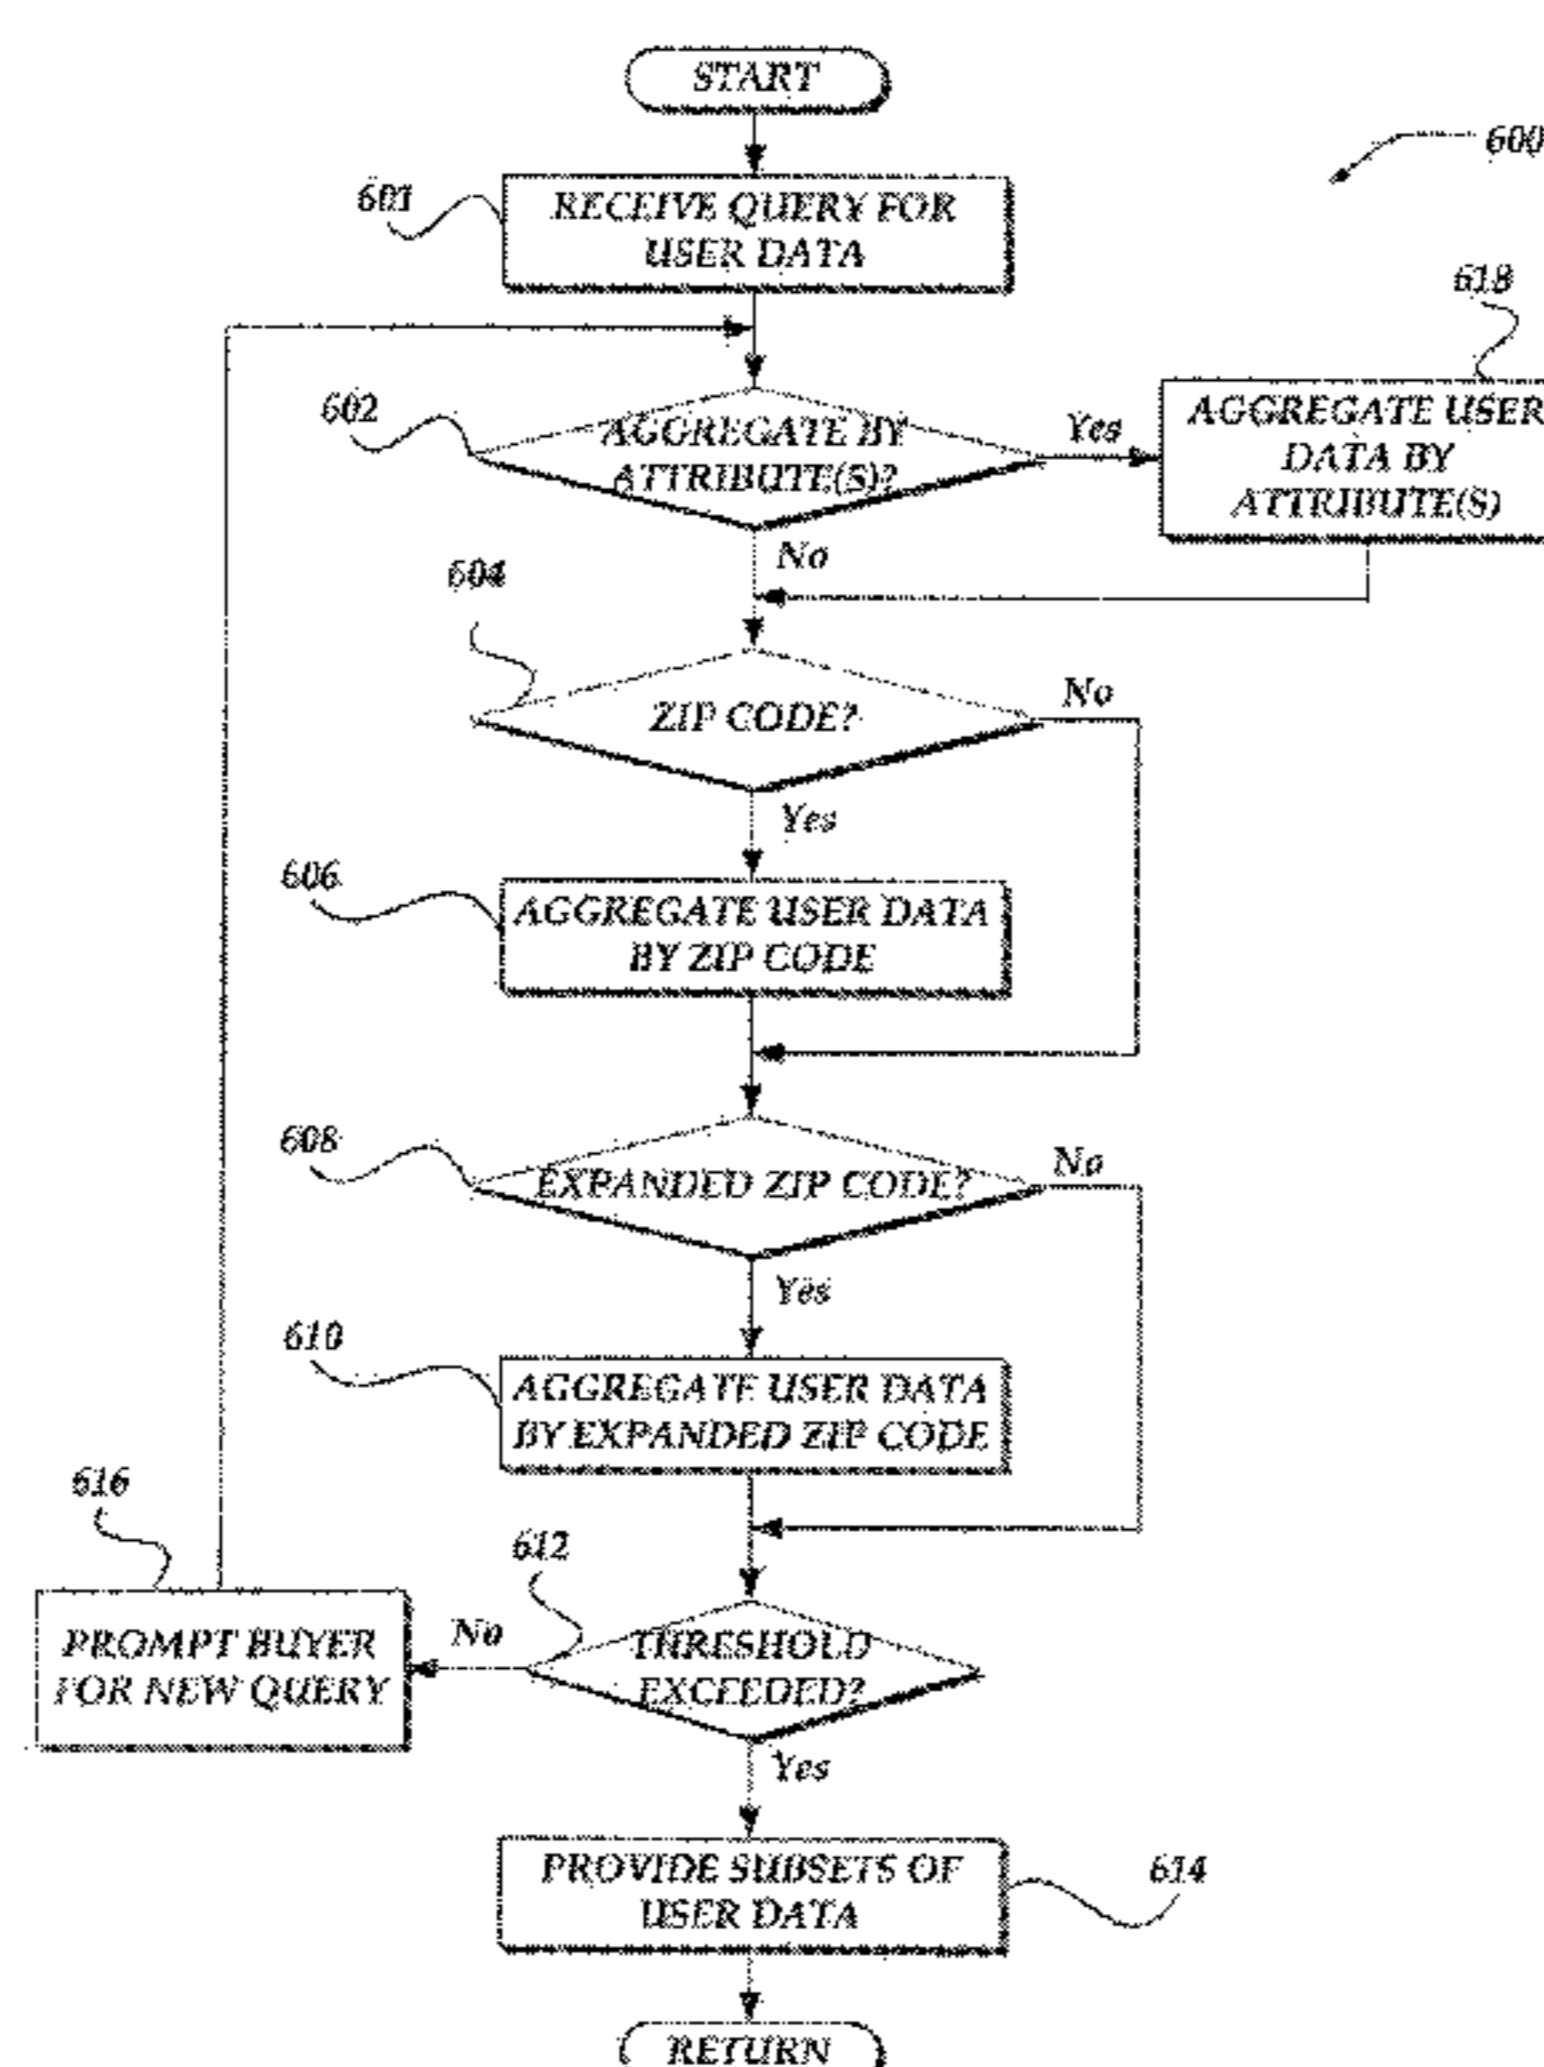 START
600
601
RECEIVE QUERY FOR
USER DATA
618
602
AGGREGATE BY
ATTRIBUTE(S)?
Yes
AGGREGATE USER
DATA BY
ATTRIBUTE(S)
No
604
ZIP CODE?
No
Yes
606
AGGREGATE USER DATA
BY ZIP CODE
608
EXPANDED ZIP CODE?
No
Yes
610
AGGREGATE USER DATA
BY EXPANDED ZIP CODE
616
612
PROMPT BUYER
FOR NEW QUERY
No
THRESHOLD
EXCEEDED?
Yes
PROVIDE SUBSETS OF
USER DATA
614
RETURN